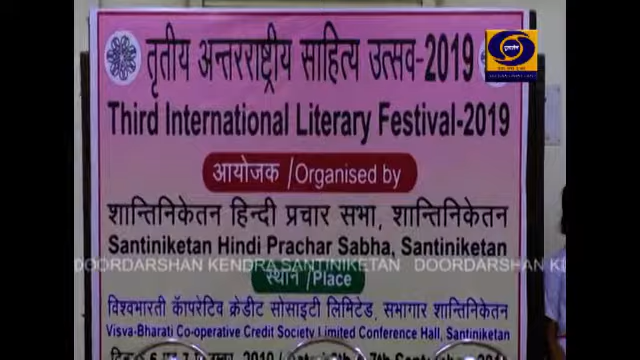 तृतीय अन्तरराष्ट्रीय साहित्य उत्सव-2019
Third International Literary Festival-2019
आयोजक /Organised by
शान्तिनिकेतन हिन्दी प्रचार सभा, शान्तिनिकेतन
Santiniketan Hindi Prachar Sabha, Santiniketan
DOORDARSHAN KENDRA SANTINIKETAN DOORDARSHAN
स्थान /Place
विश्वभारती कॅापरेटिव क्रेडीट सोसाइटी लिमिटेड, सभागार शान्तिनिकेतन
Visva-Bharati Co-operative Credit Society Limited Conference Hall, Santiniketan